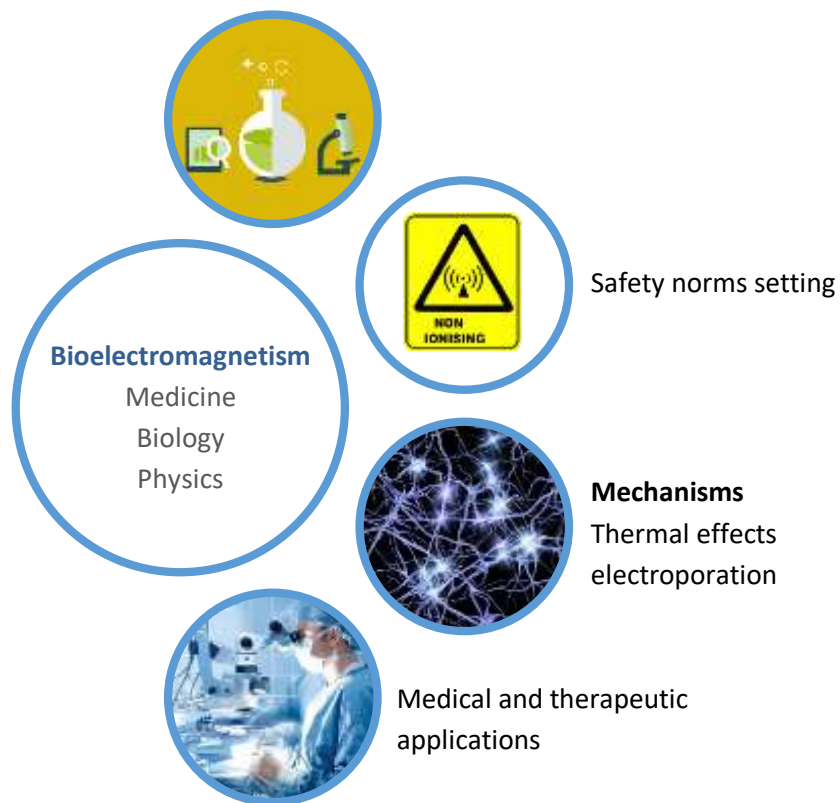 Safety norms setting
NON
IONISING
Bioelectromagnetism
Medicine
Biology
Physics
Mechanisms
Thermal effects
electroporation
Medical and therapeutic
applications